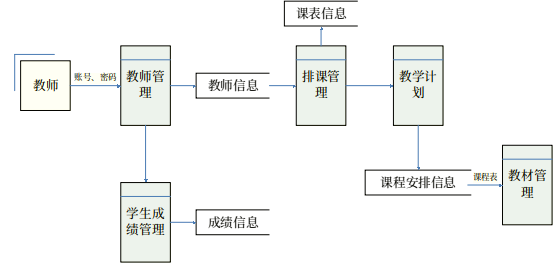 课表信息
教师
账号、密码
教师管
理
教师信息
排课管
理
教学计
划
课程安排信息
课程表
教材管
理
学生成
绩管理
成绩信息